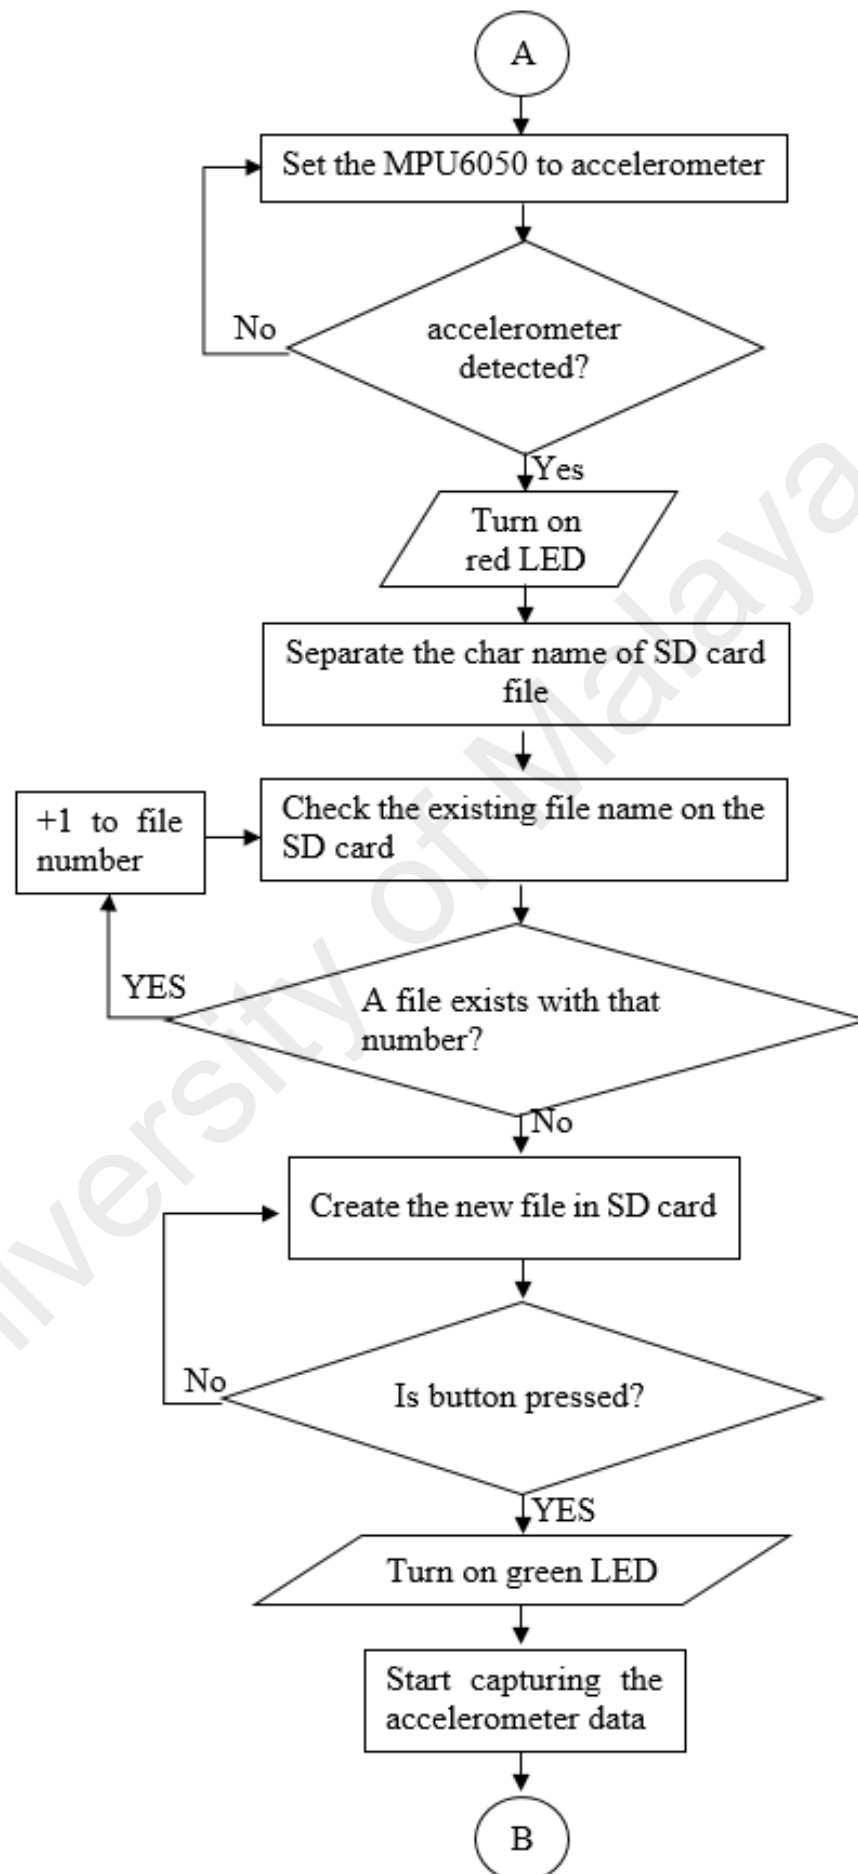 A
Set the MPU6050 to accelerometer
No
accelerometer
detected?
Yes
Turn on
red LED
Separate the char name of SD card
file
+1 to file
number
Check the existing file name on the
SD card
YES
A file exists with that
number?
No
Create the new file in SD card
No
Is button pressed?
YES
Turn on green LED
Start capturing the
accelerometer data
B
iversity of Malaya